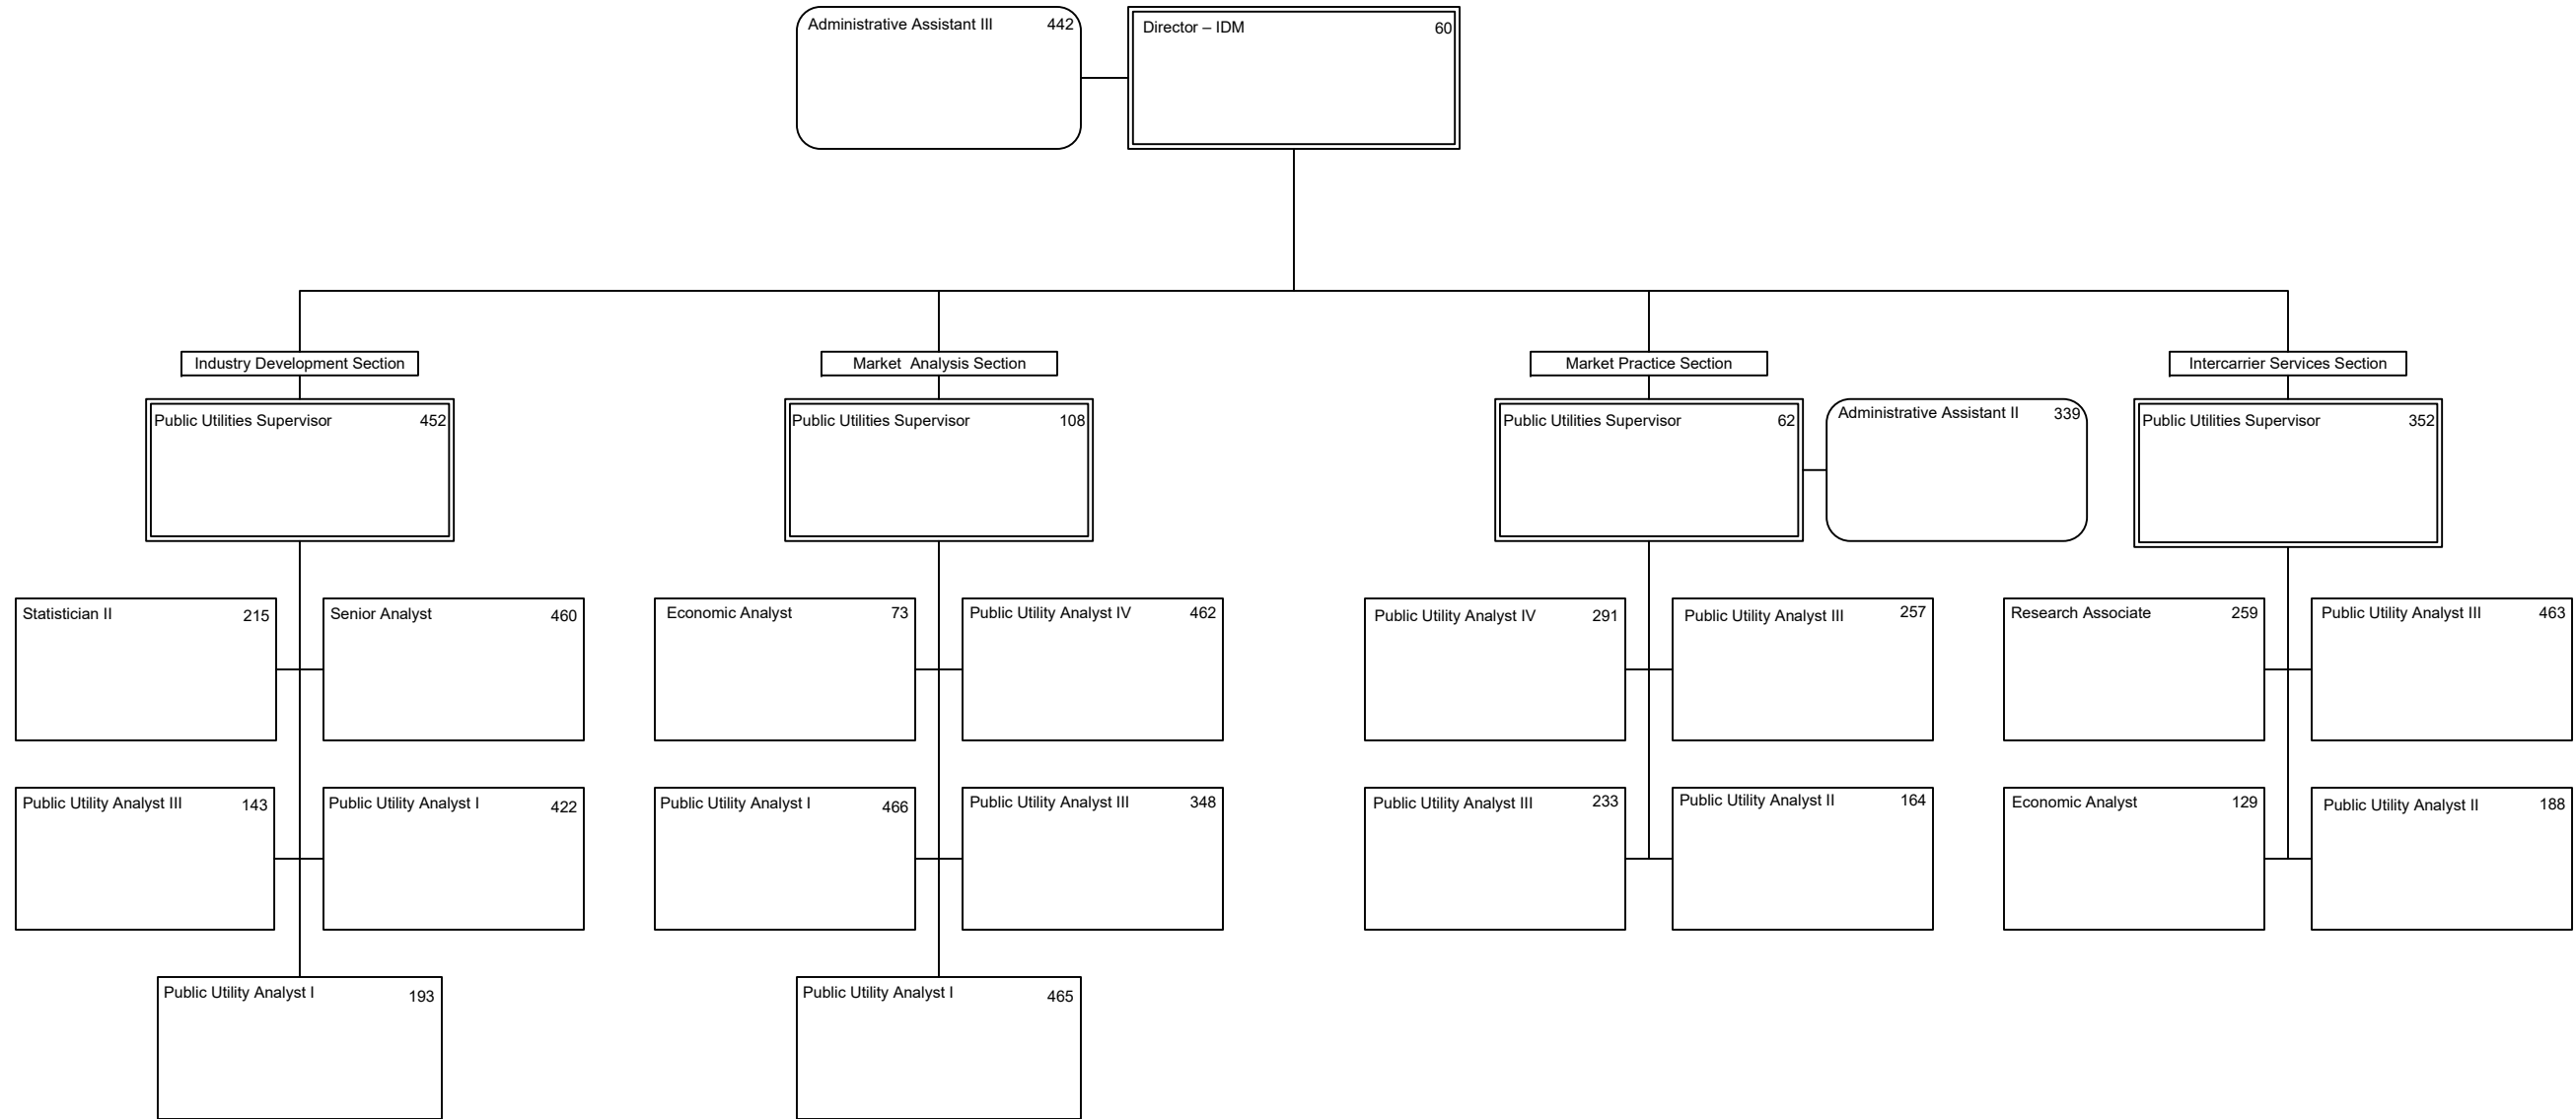 Administrative Assistant III 442
Director – IDM 60
Industry Development Section
Market Analysis Section
Market Practice Section
Intercarrier Services Section
Public Utilities Supervisor 452
Public Utilities Supervisor 108
Public Utilities Supervisor 62
Administrative Assistant II 339
Public Utilities Supervisor 352
Statistician II 215
Senior Analyst 460
Economic Analyst 73
Public Utility Analyst IV 462
Public Utility Analyst IV 291
Public Utility Analyst III 257
Research Associate 259
Public Utility Analyst III 463
Public Utility Analyst III 143
Public Utility Analyst I 422
Public Utility Analyst I 466
Public Utility Analyst III 348
Public Utility Analyst III 233
Public Utility Analyst II 164
Economic Analyst 129
Public Utility Analyst II 188
Public Utility Analyst I 193
Public Utility Analyst I 465